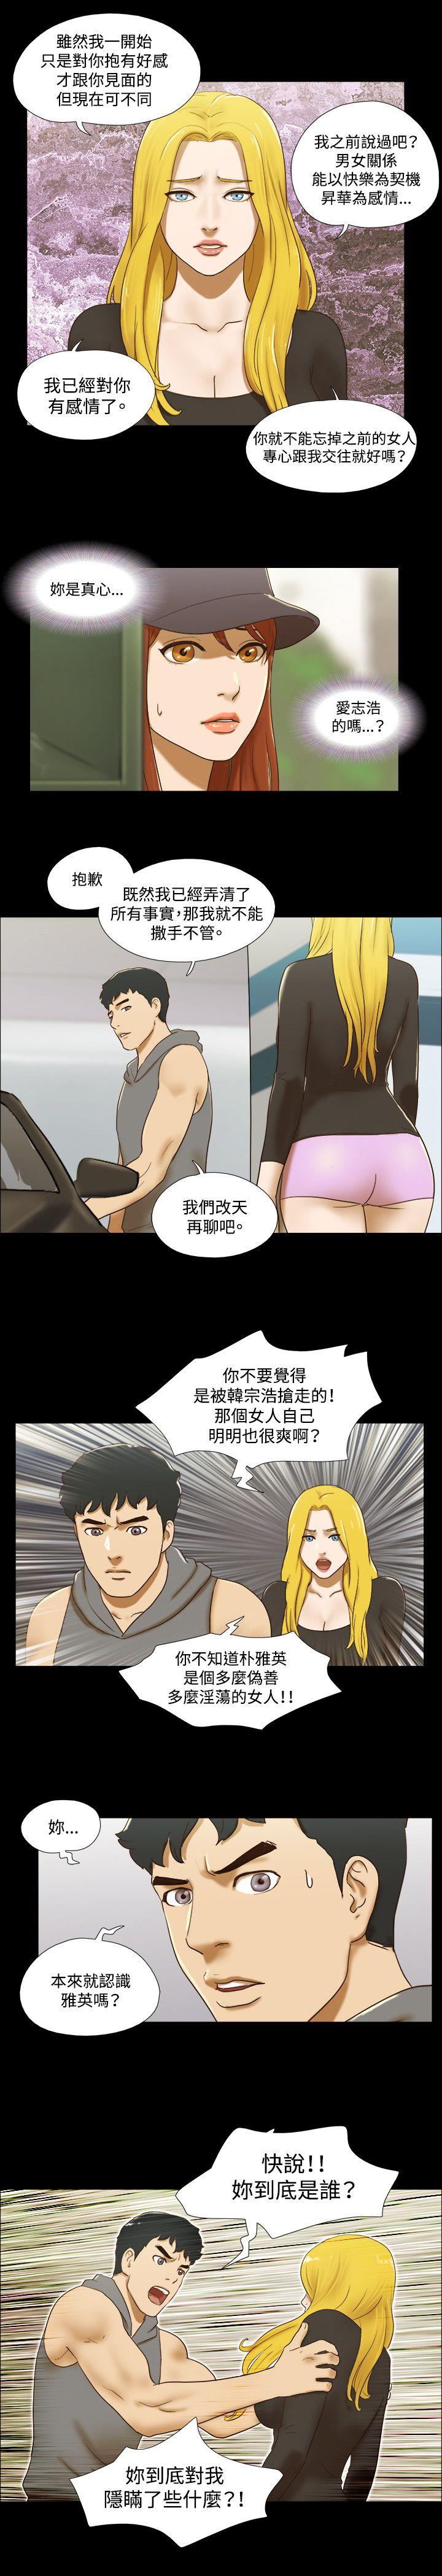 雖然我一開始
只是對你抱有好感
才跟你見面的
但現在可不同
我之前說過吧?
男女關係
能以快樂為契機
昇華為感情...
我已經對你
有感情了。
你就不能忘掉之前的女人
專心跟我交往就好嗎?
妳是真心...
愛志浩
的嗎...?
抱歉
既然我已經弄清了
所有事實,那我就不能
撒手不管。
我們改天
再聊吧。
你不要覺得
是被韓宗浩搶走的!
那個女人自己
明明也很爽啊?
你不知道朴雅英
是個多麼偽善
多麼淫蕩的女人!!
妳...
本來就認識
雅英嗎?
快說!!
妳到底是誰?
妳到底對我
隱瞞了些什麼?!